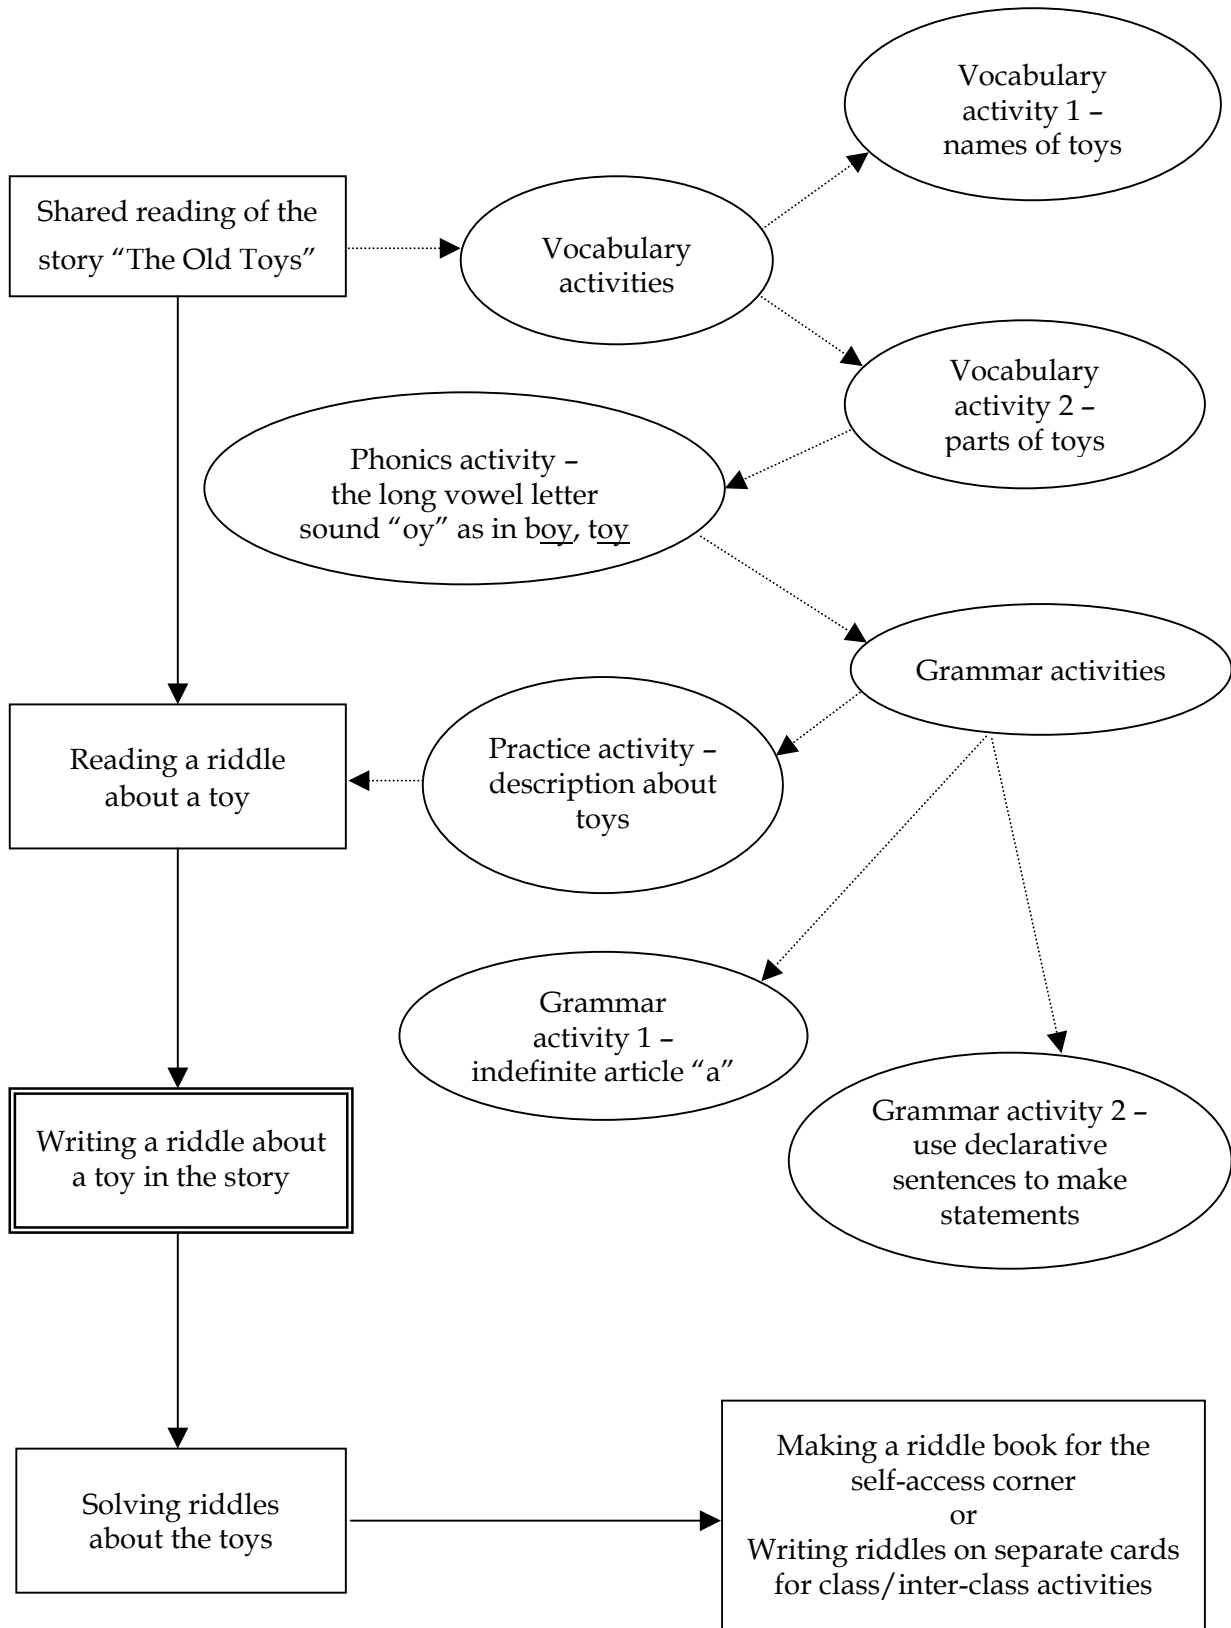 Vocabulary
activity 1 –
names of toys
Shared reading of the
story “The Old Toys”
Vocabulary
activities
Vocabulary
activity 2 –
parts of toys
Phonics activity –
the long vowel letter
sound “oy” as in boy, toy
Grammar activities
Reading a riddle
about a toy
Practice activity –
description about
toys
Grammar
activity 1 –
indefinite article “a”
Grammar activity 2 –
use declarative
sentences to make
statements
Writing a riddle about
a toy in the story
Solving riddles
about the toys
Making a riddle book for the
self-access corner
or
Writing riddles on separate cards
for class/inter-class activities